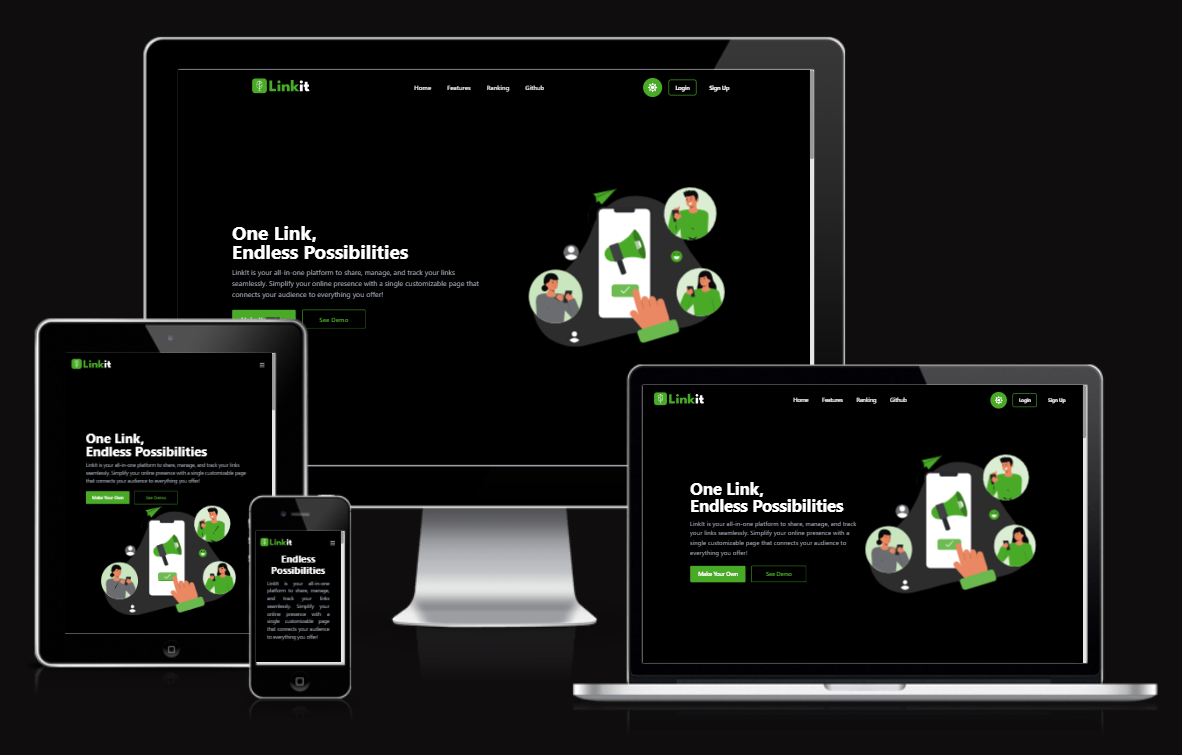 Linkit
Home Features Ranking Github
Login Sign Up
One Link,
Endless Possibilities
LinkIt is your all-in-one platform to share, manage, and track your links
seamlessly. Simplify your online presence with a single customizable page that
connects your audience to everything you offer!
See Demo
Linkit
One Link,
Endless Possibilities
LinkIt is your all-in-one platform to share, manage, and track your links
seamlessly. Simplify your online presence with a single customizable page
that connects your audience to everything you offer!
Make Your Own See Demo
Linkit
Endless
Possibilities
LinkIt is your all-in-one
platform to share, manage,
and track your links
seamlessly. Simplify your
online presence with a
single customizable page
that connects your audience
to everything you offer!
Linkit
Home Features Ranking Github
Login Sign Up
One Link,
Endless Possibilities
LinkIt is your all-in-one platform to share, manage, and track
your links seamlessly. Simplify your online presence with a
single customizable page that connects your audience to
everything you offer!
Make Your Own See Demo